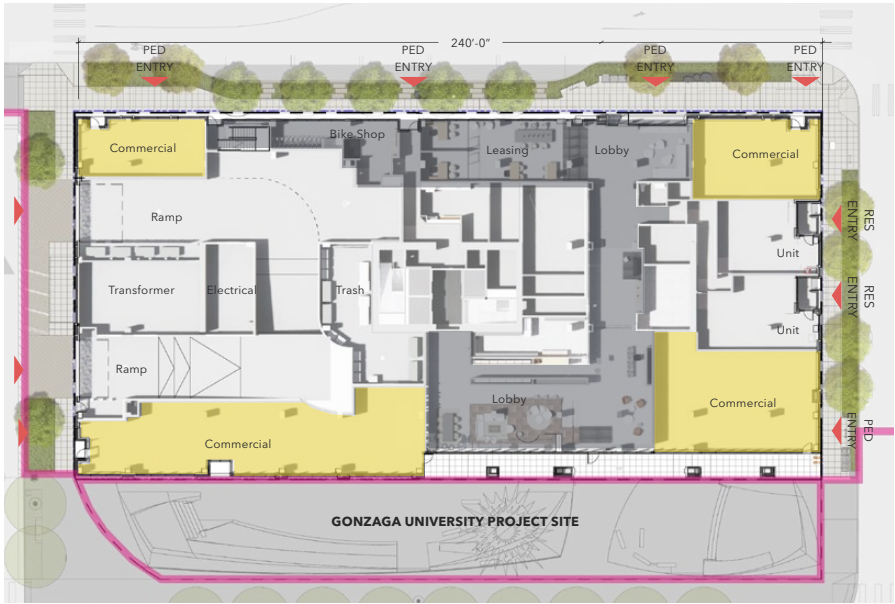 240'-0"
PED
ENTRY
PED
ENTRY
PED
ENTRY
PED
ENTRY
Commercial
Bike Shop
Leasing
Lobby
Commercial
Ramp
RES
ENTRY
Unit
Transformer
Electrical
Trash
RES
ENTRY
Unit
Ramp
Lobby
Commercial
Commercial
PED
ENTRY
GONZAGA UNIVERSITY PROJECT SITE